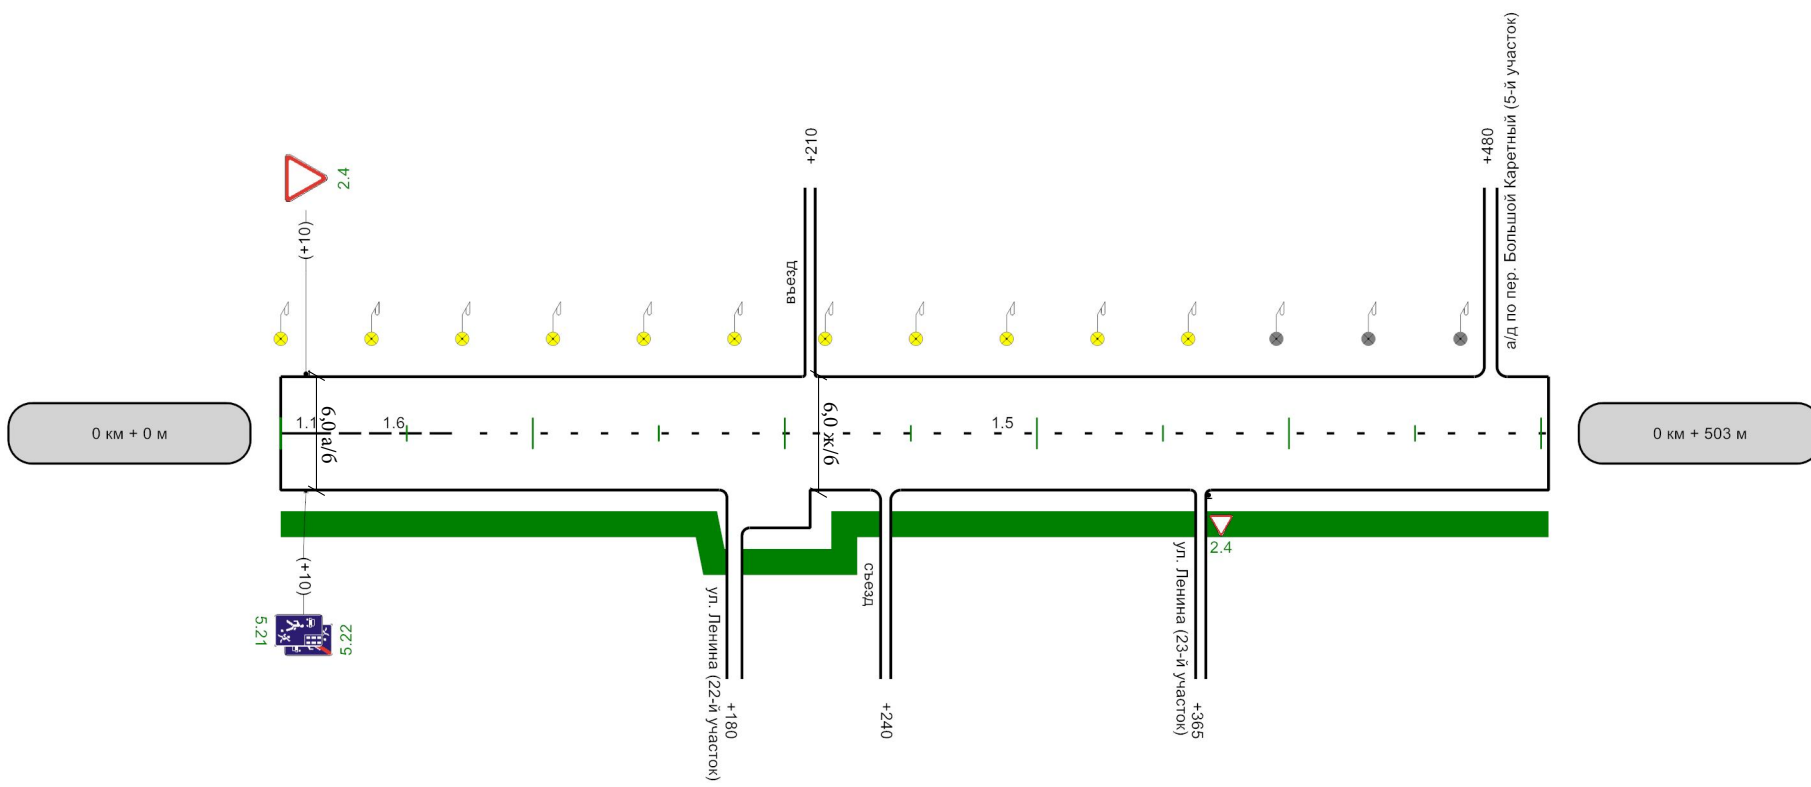 +210
+480
а/д по пер. Большой Каретный (5-й участок)
2.4
(+10)
въезд
0 км + 0 м
1.1
6,0 а/б
1.6
6,0 ж/б
1.5
0 км + 503 м
(+10)
5.21
5.22
ул. Ленина (22-й участок)
+180
съезд
+240
ул. Ленина (23-й участок)
+365
2.4